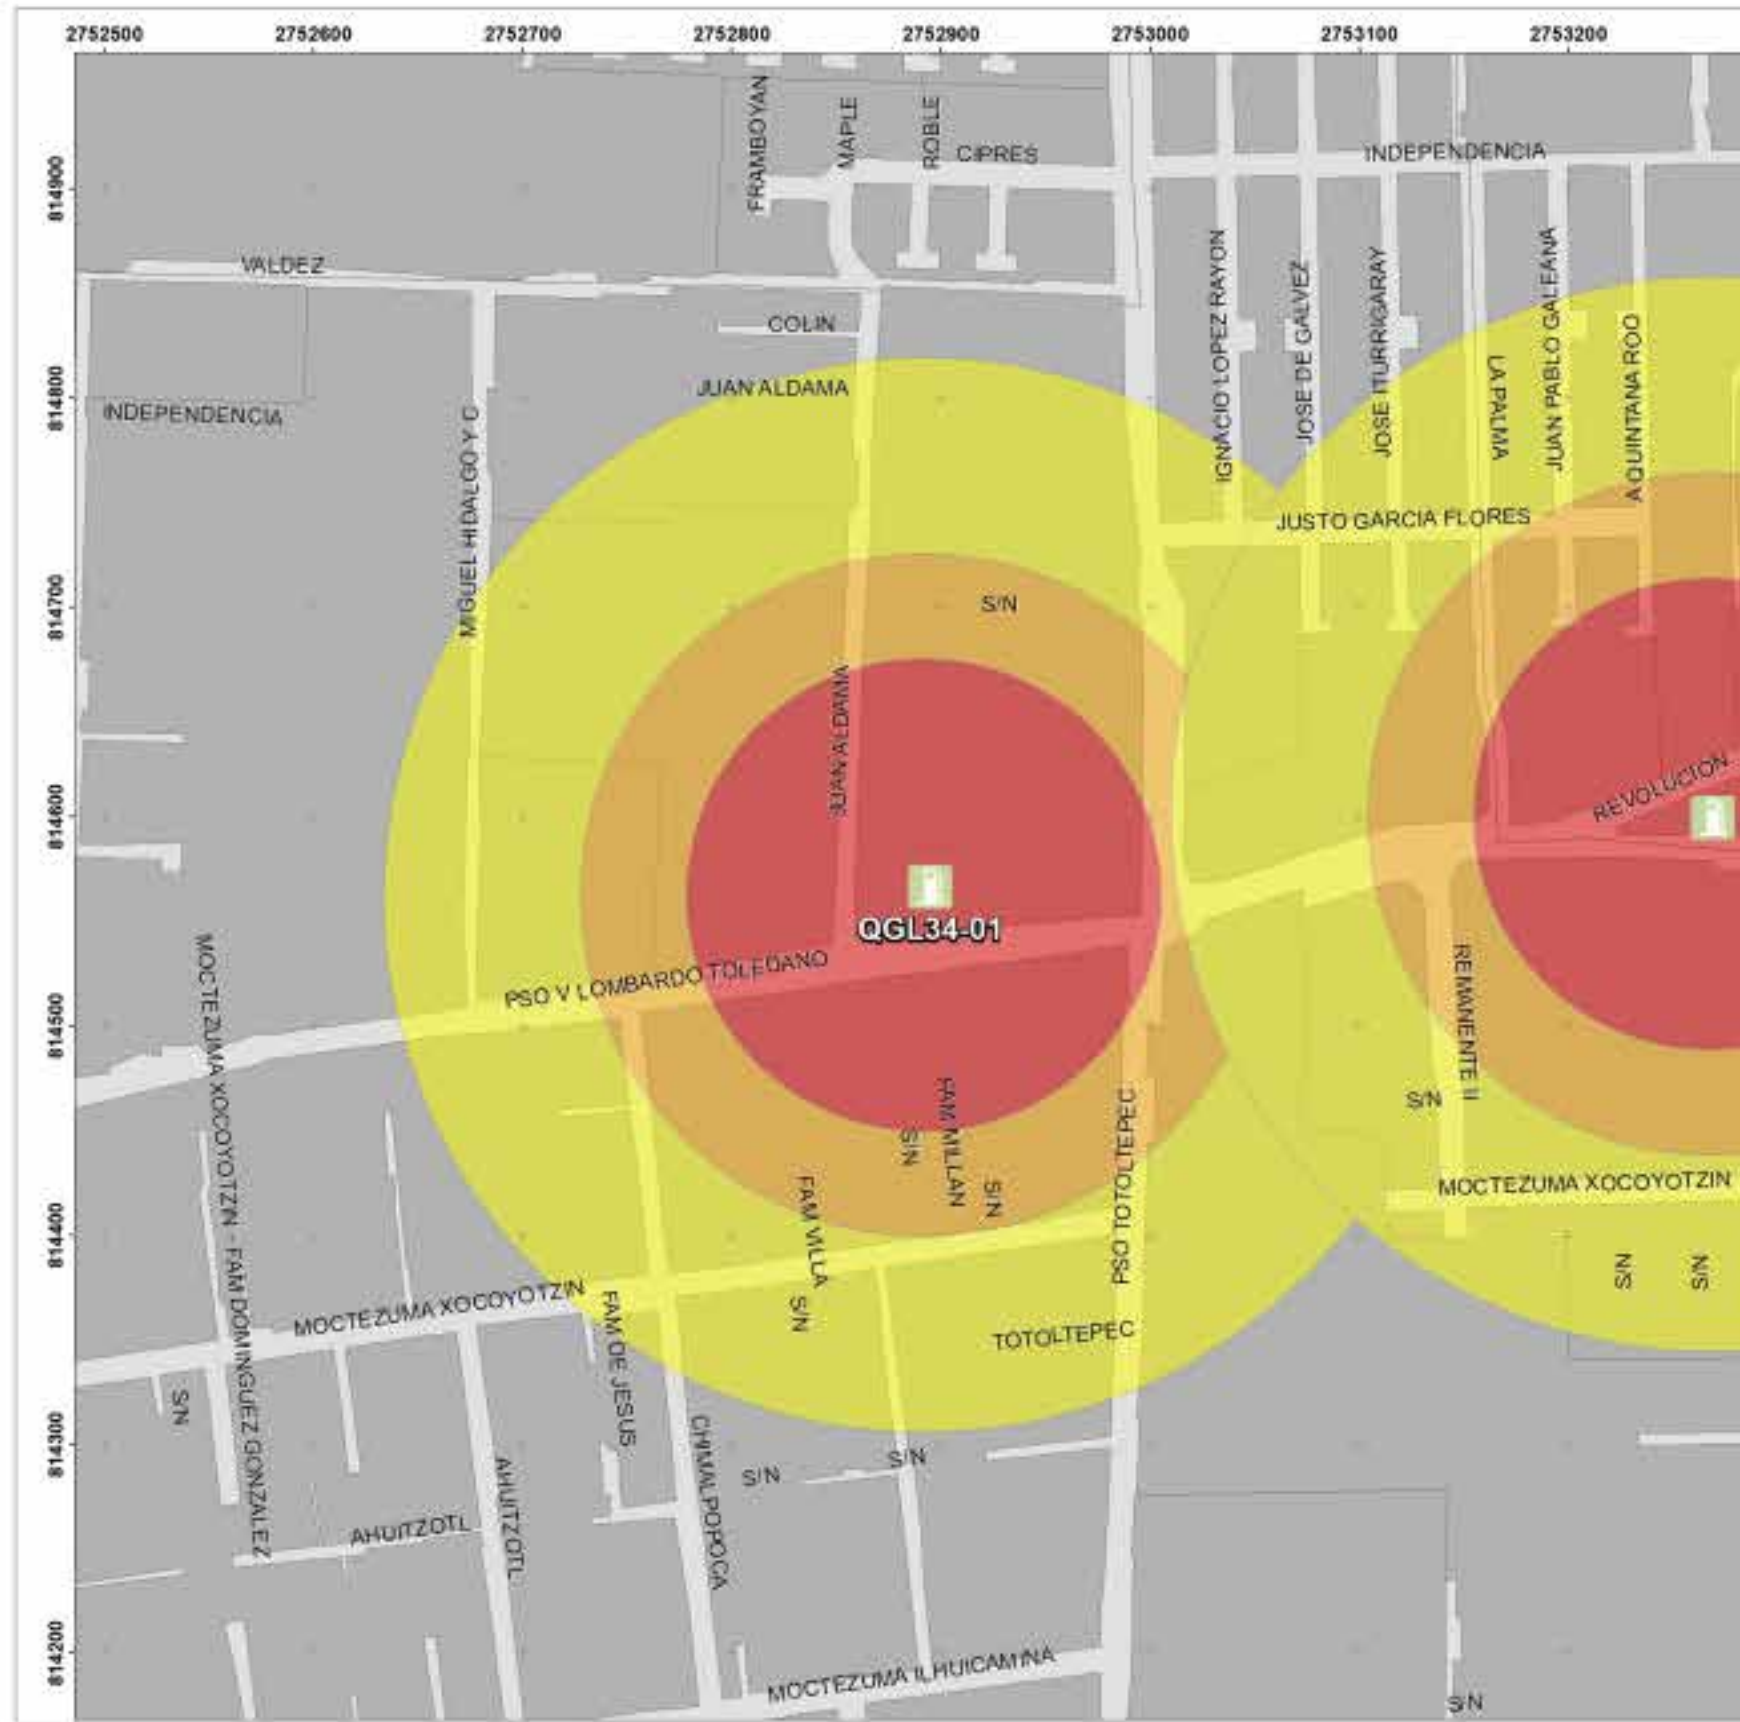 2752500 2752600 2752700 2752800 2752900 2753000 2753100 2753200
814900
814800
814700
814600
814500
814400
814300
814200
FRAMBOYAN
MAPLE
ROBLE
CIPRES
INDEPENDENCIA
VALDEZ
COLIN
JUAN ALDAMA
INDEPENDENCIA
MIGUEL HIDALGO Y C
IGNACIO LOPEZ RAYON
JOSE DE GALVEZ
JOSE ITURRIGARAY
LA PALMA
JUAN PABLO GALEANA
A QUINTANA ROO
JUSTO GARCIA FLORES
S/N
JUAN ALDAMA
REVOLUCION
QGL34-01
PSO V LOMBARDO TOLEDANO
MOCTEZUMA XOCOYOTZIN - FAM DOMINGUEZ GONZALEZ
REMANENTE II
S/N
S/N
FAM MILLAN
S/N
FAM VILLA
PSO TOTOLTEPEC
MOCTEZUMA XOCOYOTZIN
S/N
S/N
S/N
MOCTEZUMA XOCOYOTZIN
FAM DE JESUS
TOTOLTEPEC
S/N
CHIMALPOPOCA
S/N
S/N
AHUITZOTL
AHUITZOTL
MOCTEZUMA ILHUICAMINA
S/N